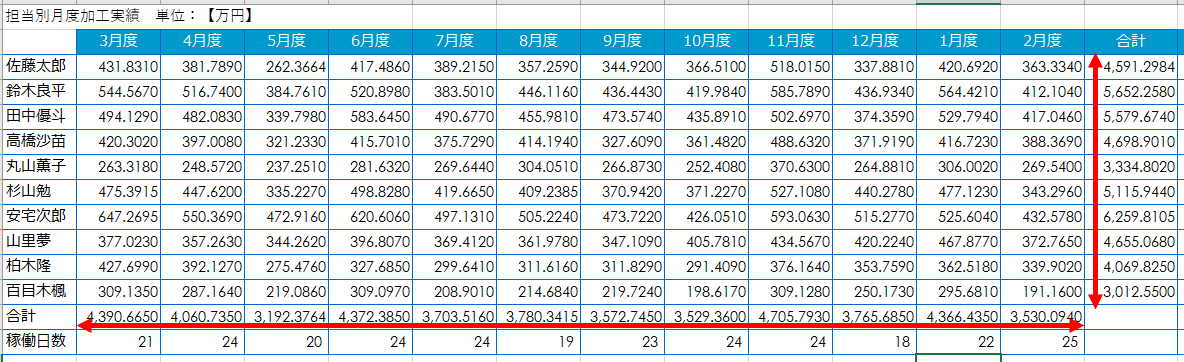 担当別月度加工実績　単位：【万円】
3月度 4月度 5月度 6月度 7月度 8月度 9月度 10月度 11月度 12月度 1月度 2月度 合計
佐藤太郎 431.8310 381.7890 262.3664 417.4860 389.2150 357.2590 344.9200 366.5100 518.0150 337.8810 420.6920 363.3340 4,591.2984
鈴木良平 544.5670 516.7400 384.7610 520.8980 383.5010 446.1160 436.4430 419.9840 585.7890 436.9340 564.4210 412.1040 5,652.2580
田中優斗 494.1290 482.0830 339.7980 583.6450 490.6770 455.9810 473.5740 435.8910 502.6970 374.3590 529.7940 417.0460 5,579.6740
高橋沙苗 420.3020 397.0080 321.2330 415.7010 375.7290 414.1940 327.6090 361.4820 488.6320 371.9190 416.7230 388.3690 4,698.9010
丸山薫子 263.3180 248.5720 237.2510 281.6320 269.6440 304.0510 266.8730 252.4080 370.6300 264.8810 306.0020 269.5400 3,334.8020
杉山勉 475.3915 447.6200 335.2270 498.8280 419.6650 409.2385 370.9420 371.2270 527.1080 440.2780 477.1230 343.2960 5,115.9440
安宅次郎 647.2695 550.3690 472.9160 620.6060 497.1310 505.2240 473.7220 426.0510 593.0630 515.2770 525.6040 432.5780 6,259.8105
山里夢 377.0230 357.2630 344.2620 396.8070 369.4120 361.9780 347.1090 405.7810 434.5670 420.2240 467.8770 372.7650 4,655.0680
柏木隆 427.6990 392.1270 275.4760 327.6850 299.6410 311.6160 311.8290 291.4090 376.1640 353.7590 362.5180 339.9020 4,069.8250
百目木楓 309.1350 287.1640 219.0860 309.0970 208.9010 214.6840 219.7240 198.6170 309.1280 250.1730 295.6810 191.1600 3,012.5500
合計 4,390.6650 4,060.7350 3,192.3764 4,372.3850 3,703.5160 3,780.3415 3,572.7450 3,529.3600 4,705.7930 3,765.6850 4,366.4350 3,530.0940
稼働日数 21 24 20 24 24 19 23 24 24 18 22 25